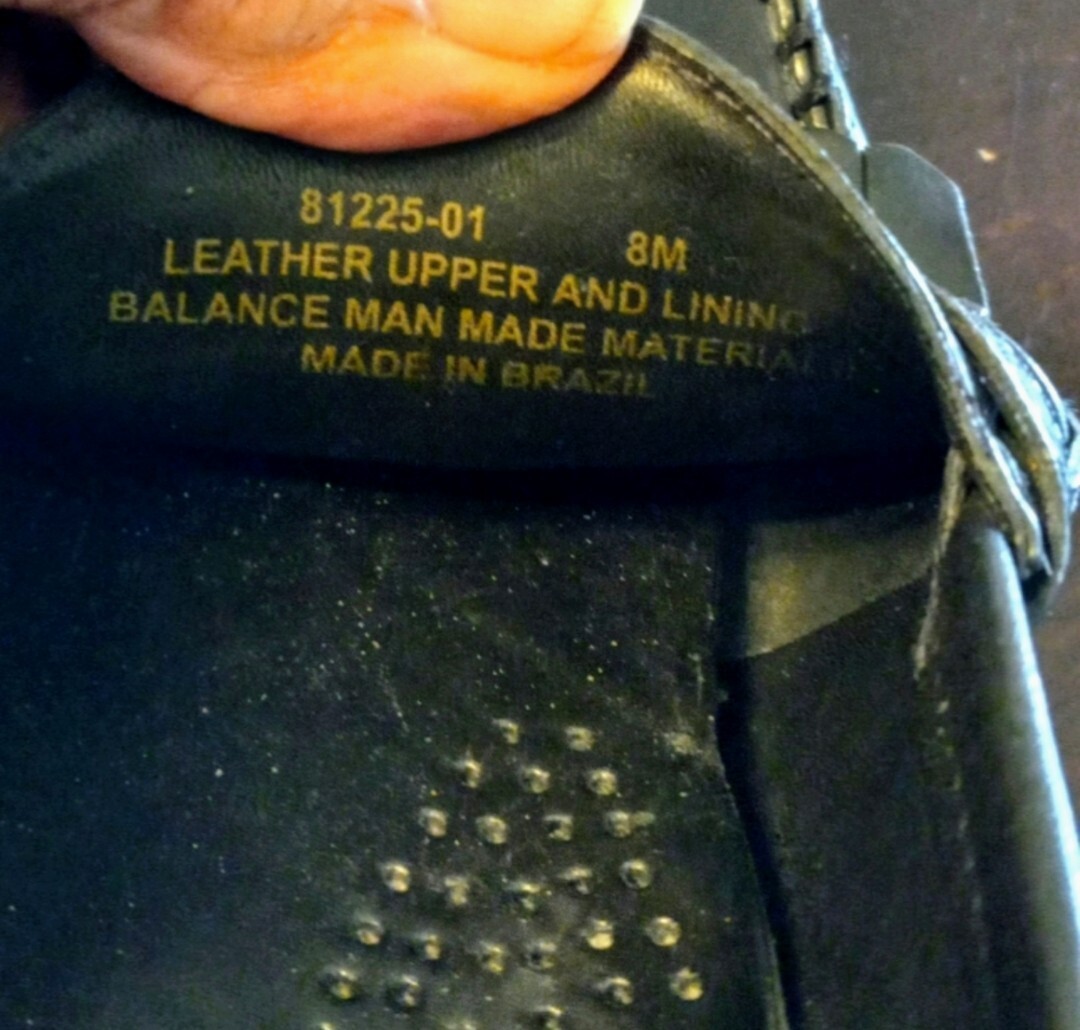 81225-01 8M
LEATHER UPPER AND LINING
BALANCE MAN MADE MATERIAL
MADE IN BRAZIL